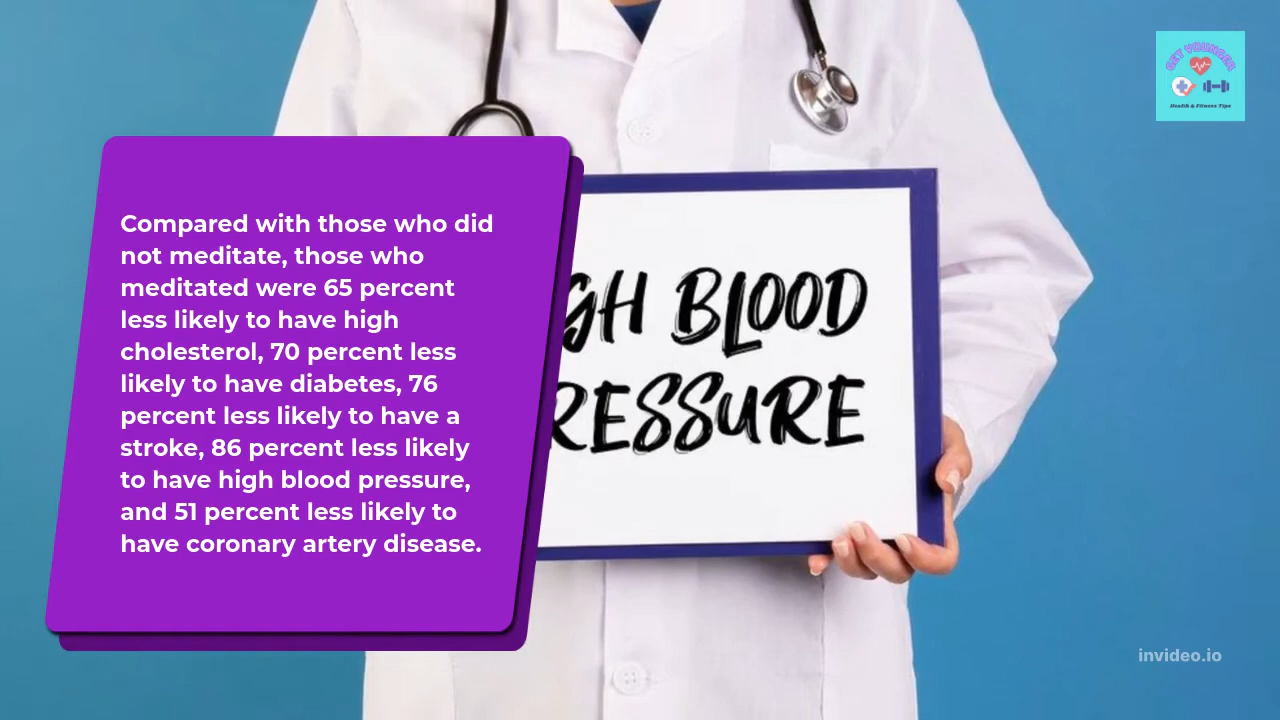 GET YOUNGER
Health & Fitness Tips
Compared with those who did
not meditate, those who
meditated were 65 percent
less likely to have high
cholesterol, 70 percent less
likely to have diabetes, 76
percent less likely to have a
stroke, 86 percent less likely
to have high blood pressure,
and 51 percent less likely to
have coronary artery disease.
GH BLOOD
RESSURE
invideo.io